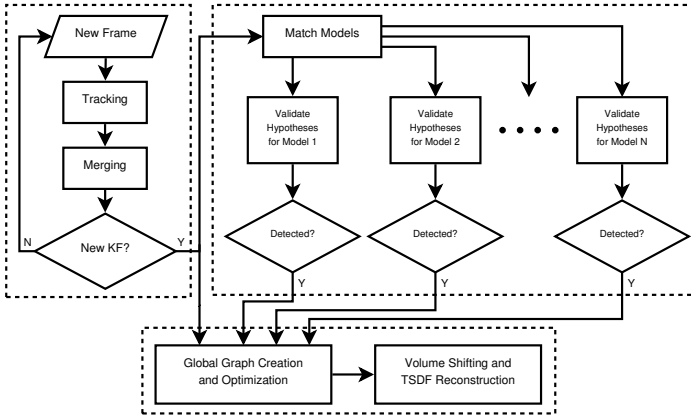 New Frame
Tracking
Merging
New KF?
N
Y
Match Models
Validate
Hypotheses
for Model 1
Validate
Hypotheses
for Model 2
Validate
Hypotheses
for Model N
Detected?
Detected?
Detected?
Y
Y
Y
Global Graph Creation
and Optimization
Volume Shifting and
TSDF Reconstruction